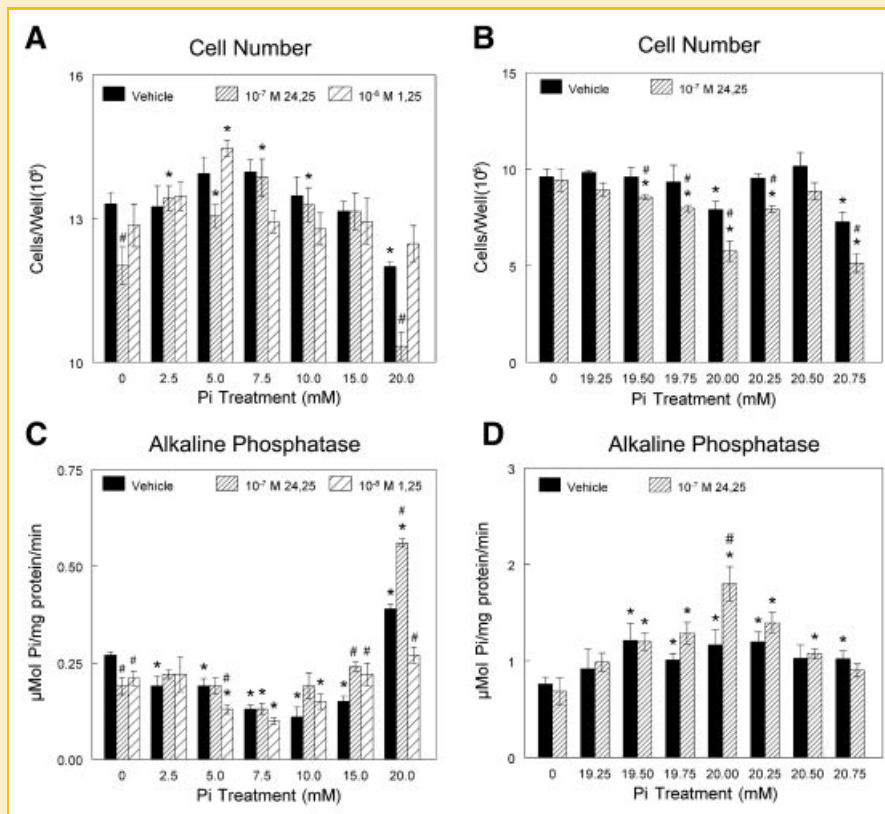 A
Cell Number
16
13
10
Cells/Well(10⁵)
Vehicle 10⁻⁷ M 24,25 10⁻⁸ M 1,25
# * * * * * * #
0 2.5 5.0 7.5 10.0 15.0 20.0
Pi Treatment (mM)
B
Cell Number
15
10
5
0
Cells/Well(10⁵)
Vehicle 10⁻⁷ M 24,25
# # * # # #
* * * * * *
0 19.25 19.50 19.75 20.00 20.25 20.50 20.75
Pi Treatment (mM)
C
Alkaline Phosphatase
0.75
0.50
0.25
0.00
µMol Pi/mg protein/min
Vehicle 10⁻⁷ M 24,25 10⁻⁸ M 1,25
# # * * # * * * * * * * # # * # * #
0 2.5 5.0 7.5 10.0 15.0 20.0
Pi Treatment (mM)
D
Alkaline Phosphatase
3
2
1
0
µMol Pi/mg protein/min
Vehicle 10⁻⁷ M 24,25
* * * * * # * * * * *
0 19.25 19.50 19.75 20.00 20.25 20.50 20.75
Pi Treatment (mM)